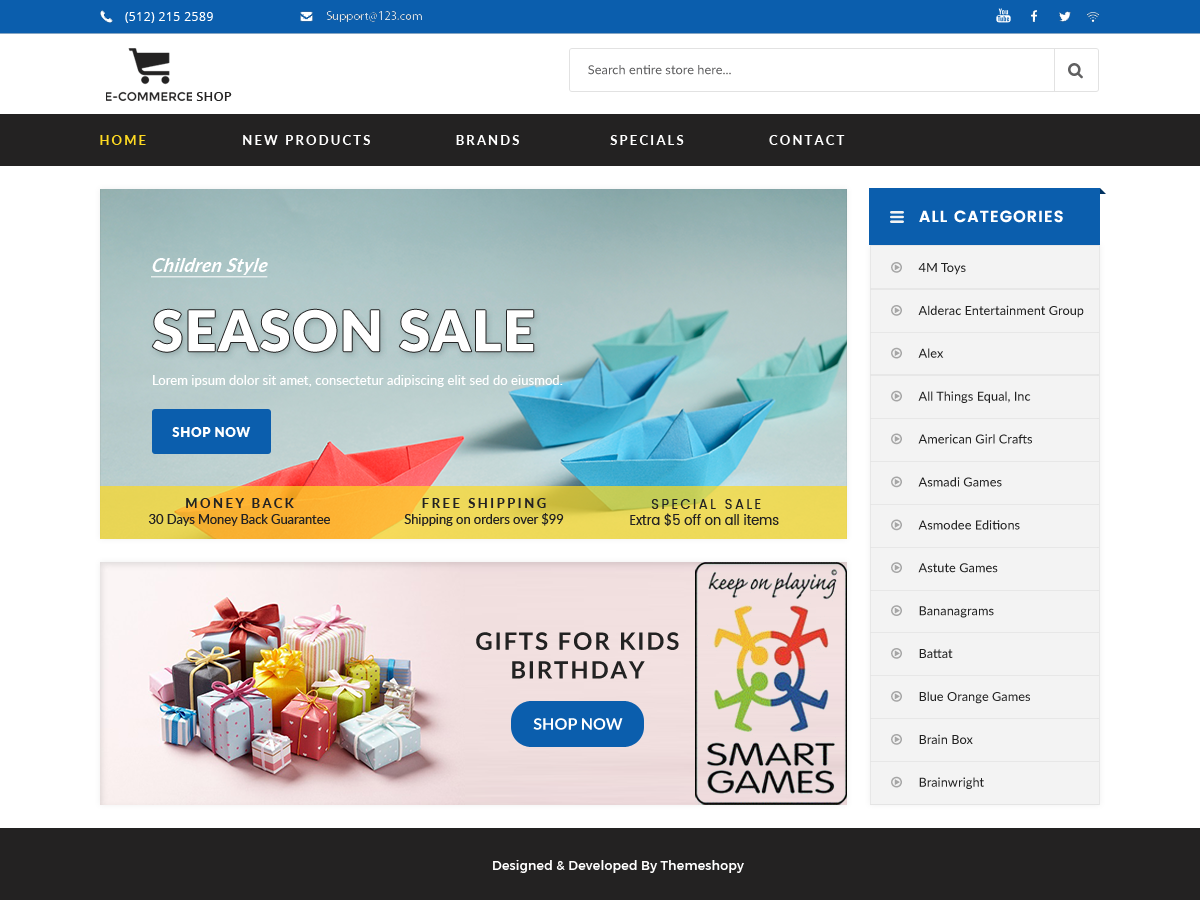 (512) 215 2589
Support@123.com
You
Tube
E-COMMERCE SHOP
Search entire store here...
HOME
NEW PRODUCTS
BRANDS
SPECIALS
CONTACT
Children Style
SEASON SALE
Lorem ipsum dolor sit amet, consectetur adipiscing elit sed do eiusmod.
SHOP NOW
MONEY BACK
30 Days Money Back Guarantee
FREE SHIPPING
Shipping on orders over $99
SPECIAL SALE
Extra $5 off on all items
GIFTS FOR KIDS
BIRTHDAY
SHOP NOW
keep on playing©
SMART
GAMES
ALL CATEGORIES
4M Toys
Alderac Entertainment Group
Alex
All Things Equal, Inc
American Girl Crafts
Asmadi Games
Asmodee Editions
Astute Games
Bananagrams
Battat
Blue Orange Games
Brain Box
Brainwright
Designed & Developed By Themeshopy